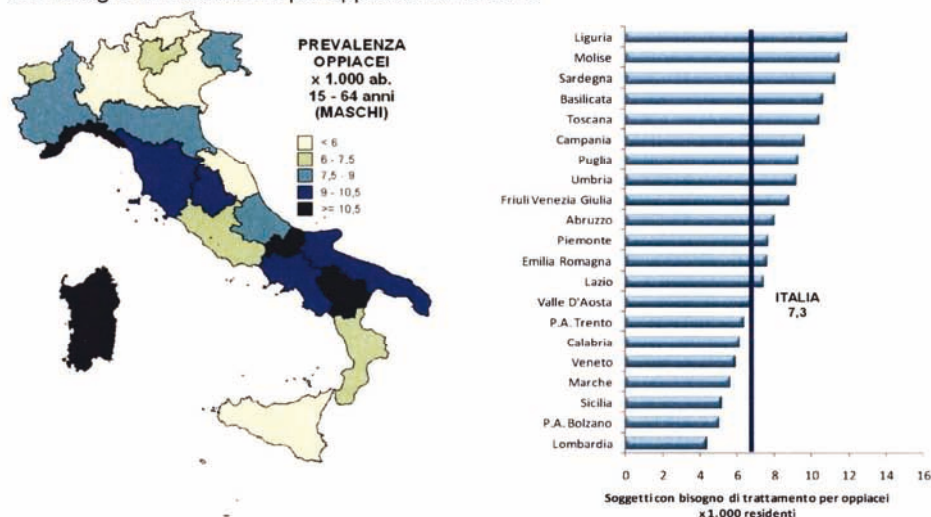 PREVALENZA
OPPIACEI
x 1.000 ab.
15 - 64 anni
(MASCHI)
< 6
6 - 7,5
7,5 - 9
9 - 10,5
>= 10,5
Liguria
Molise
Sardegna
Basilicata
Toscana
Campania
Puglia
Umbria
Friuli Venezia Giulia
Abruzzo
Piemonte
Emilia Romagna
Lazio
Valle D'Aosta
P.A. Trento
Calabria
Veneto
Marche
Sicilia
P.A. Bolzano
Lombardia
ITALIA
7,3
0 2 4 6 8 10 12 14 16
Soggetti con bisogno di trattamento per oppiacei
x 1.000 residenti